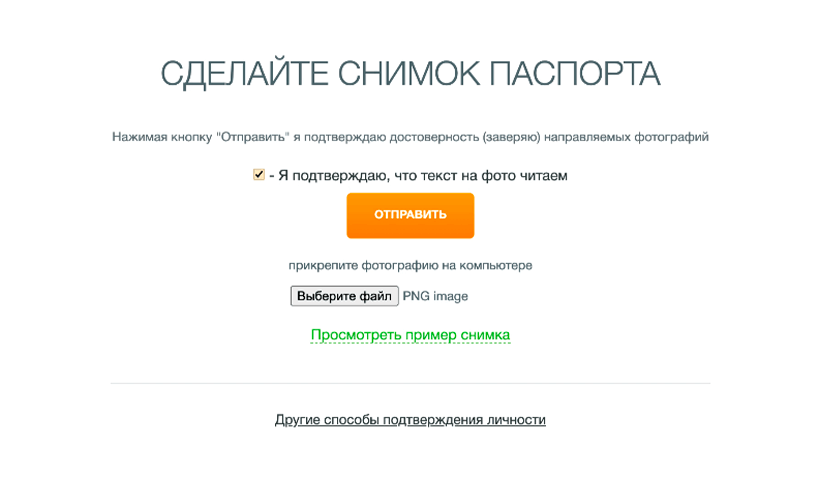 СДЕЛАЙТЕ СНИМОК ПАСПОРТА
Нажимая кнопку "Отправить" я подтверждаю достоверность (заверяю) направляемых фотографий
- Я подтверждаю, что текст на фото читаем
ОТПРАВИТЬ
прикрепите фотографию на компьютере
Выберите файл PNG image
Просмотреть пример снимка
Другие способы подтверждения личности